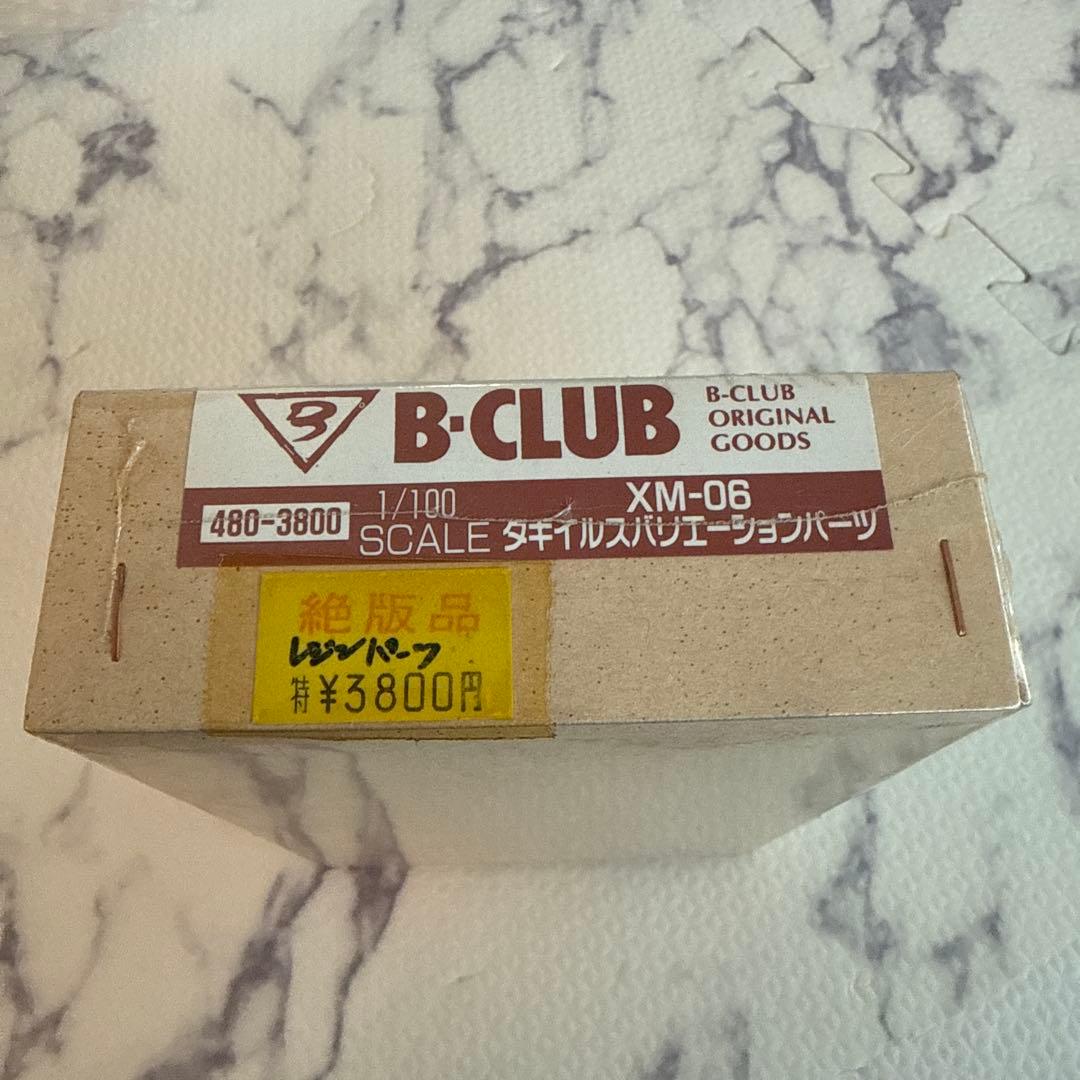 B
B-CLUB
B-CLUB
ORIGINAL
GOODS
480-3800
1/100
SCALE
XM-06
ダギイルスバリエーションパーツ
絶版品
レジンパーツ
特¥3800円